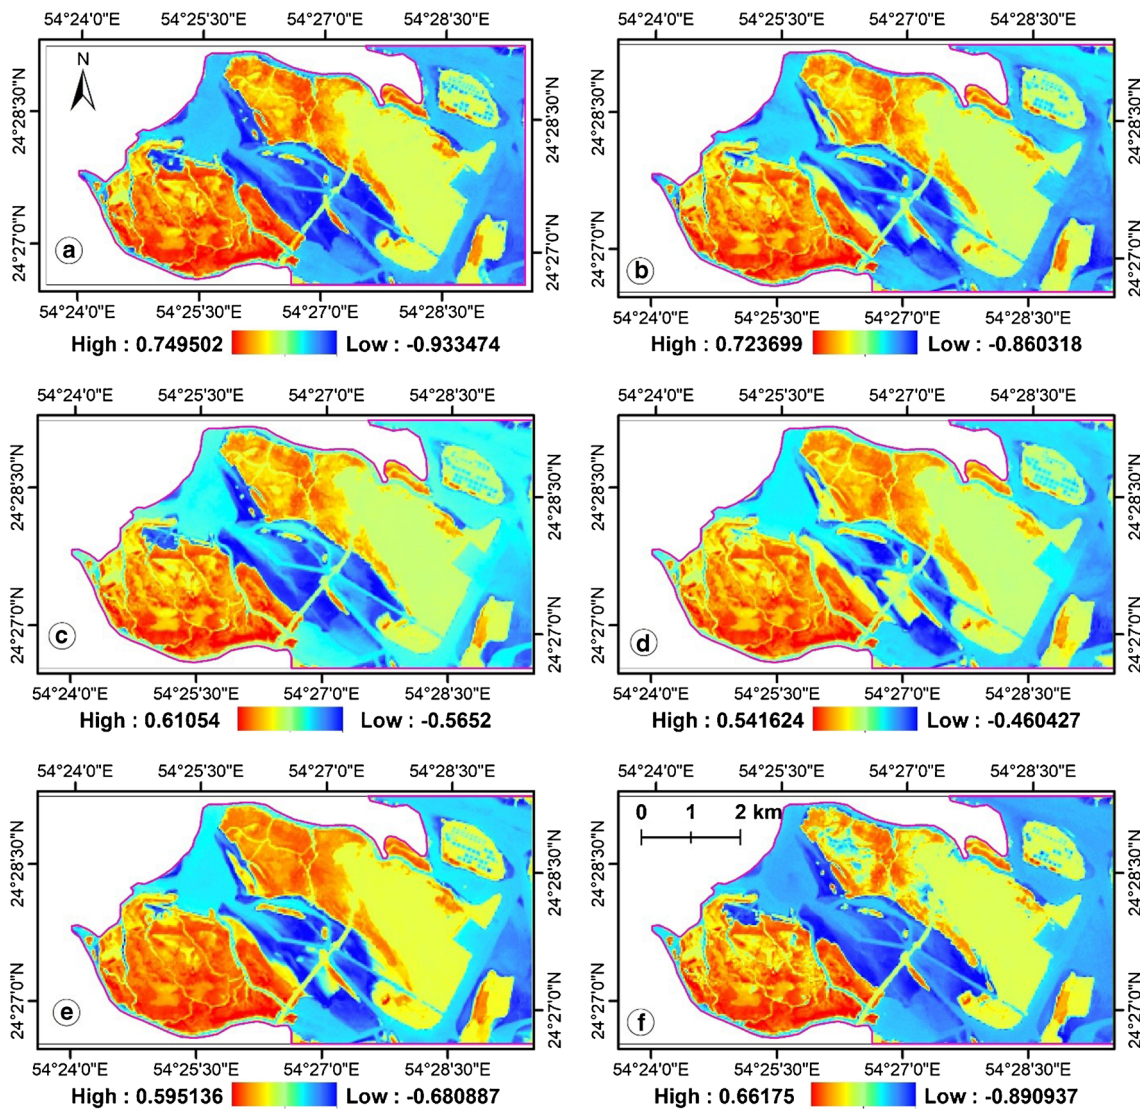 54°24'0"E 54°25'30"E 54°27'0"E 54°28'30"E 54°24'0"E 54°25'30"E 54°27'0"E 54°28'30"E
N
24°28'30"N 24°28'30"N 24°28'30"N 24°28'30"N
24°27'0"N 24°27'0"N 24°27'0"N 24°27'0"N
a b
54°24'0"E 54°25'30"E 54°27'0"E 54°28'30"E 54°24'0"E 54°25'30"E 54°27'0"E 54°28'30"E
High : 0.749502 Low : -0.933474 High : 0.723699 Low : -0.860318
54°24'0"E 54°25'30"E 54°27'0"E 54°28'30"E 54°24'0"E 54°25'30"E 54°27'0"E 54°28'30"E
24°28'30"N 24°28'30"N 24°28'30"N 24°28'30"N
24°27'0"N 24°27'0"N 24°27'0"N 24°27'0"N
c d
54°24'0"E 54°25'30"E 54°27'0"E 54°28'30"E 54°24'0"E 54°25'30"E 54°27'0"E 54°28'30"E
High : 0.61054 Low : -0.5652 High : 0.541624 Low : -0.460427
54°24'0"E 54°25'30"E 54°27'0"E 54°28'30"E 54°24'0"E 54°25'30"E 54°27'0"E 54°28'30"E
0 1 2 km
24°28'30"N 24°28'30"N 24°28'30"N 24°28'30"N
24°27'0"N 24°27'0"N 24°27'0"N 24°27'0"N
e f
54°24'0"E 54°25'30"E 54°27'0"E 54°28'30"E 54°24'0"E 54°25'30"E 54°27'0"E 54°28'30"E
High : 0.595136 Low : -0.680887 High : 0.66175 Low : -0.890937